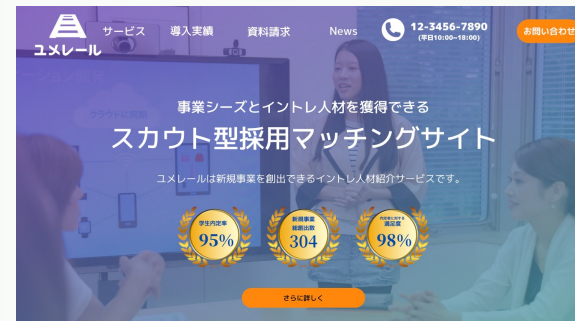 ユメレール
サービス
導入実績
資料請求
News
12-3456-7890
(平日10:00~18:00)
お問い合わせ
事業シーズとイントレ人材を獲得できる
スカウト型採用マッチングサイト
ユメレールは新規事業を創出できるイントレ人材紹介サービスです。
学生内定率
95%
新規事業
総創出数
304
満足度
98%
さらに詳しく